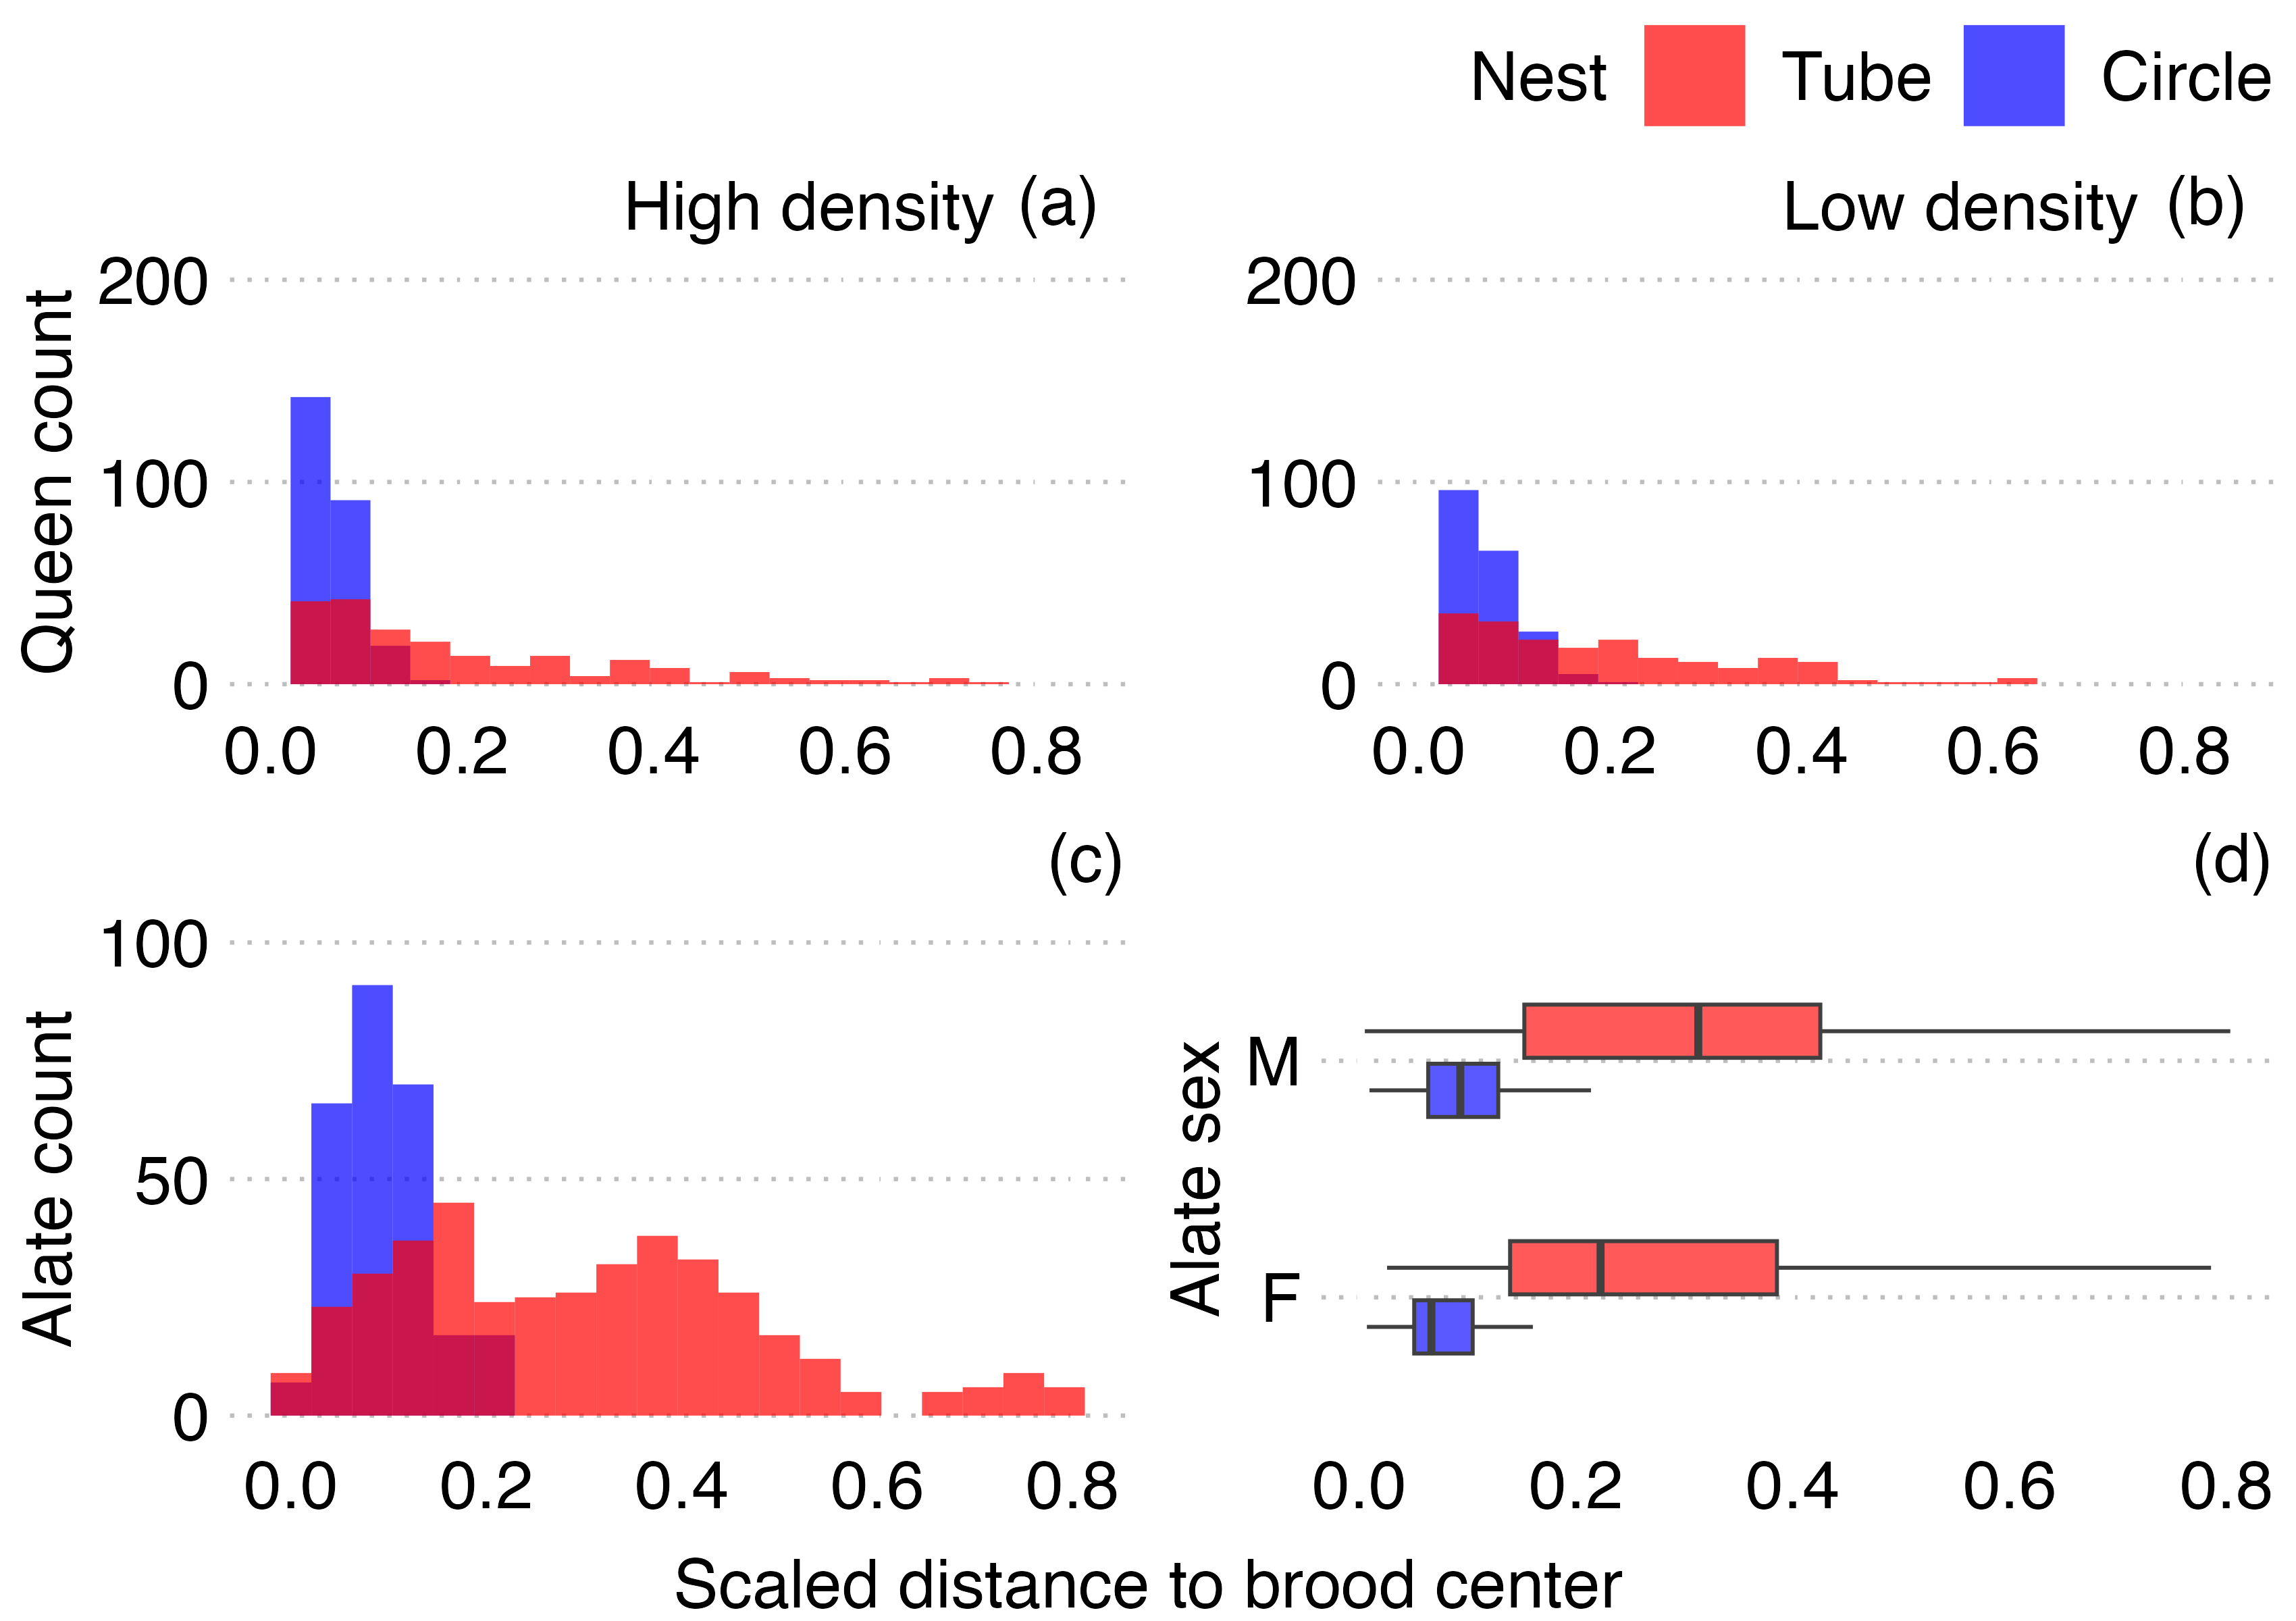 Nest Tube Circle
High density (a)
Low density (b)
Queen count
200
100
0
0.0 0.2 0.4 0.6 0.8
200
100
0
0.0 0.2 0.4 0.6 0.8
(c)
Alate count
100
50
0
0.0 0.2 0.4 0.6 0.8
(d)
Alate sex
M
F
0.0 0.2 0.4 0.6 0.8
Scaled distance to brood center